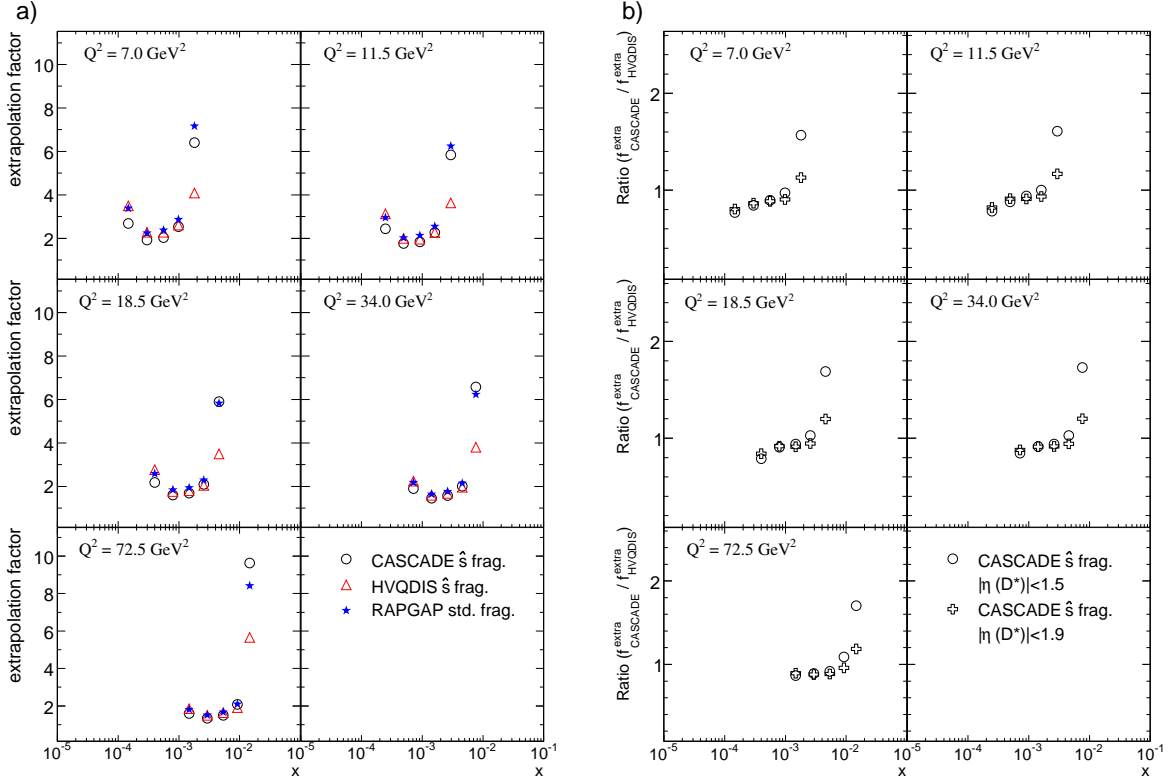 a)
b)
extrapolation factor
Q² = 7.0 GeV²
Q² = 11.5 GeV²
10
8
6
4
2
extrapolation factor
Q² = 18.5 GeV²
Q² = 34.0 GeV²
10
8
6
4
2
extrapolation factor
Q² = 72.5 GeV²
10
8
6
4
2
CASCADE ŝ frag.
HVQDIS ŝ frag.
RAPGAP std. frag.
10⁻⁵ 10⁻⁴ 10⁻³ 10⁻² 10⁻⁵ 10⁻⁴ 10⁻³ 10⁻² 10⁻¹
x x
Ratio (f^extra_CASCADE / f^extra_HVQDIS)
Q² = 7.0 GeV²
Q² = 11.5 GeV²
2
1
Ratio (f^extra_CASCADE / f^extra_HVQDIS)
Q² = 18.5 GeV²
Q² = 34.0 GeV²
2
1
Ratio (f^extra_CASCADE / f^extra_HVQDIS)
Q² = 72.5 GeV²
2
1
CASCADE ŝ frag.
|η (D*)|<1.5
CASCADE ŝ frag.
|η (D*)|<1.9
10⁻⁵ 10⁻⁴ 10⁻³ 10⁻² 10⁻⁵ 10⁻⁴ 10⁻³ 10⁻² 10⁻¹
x x